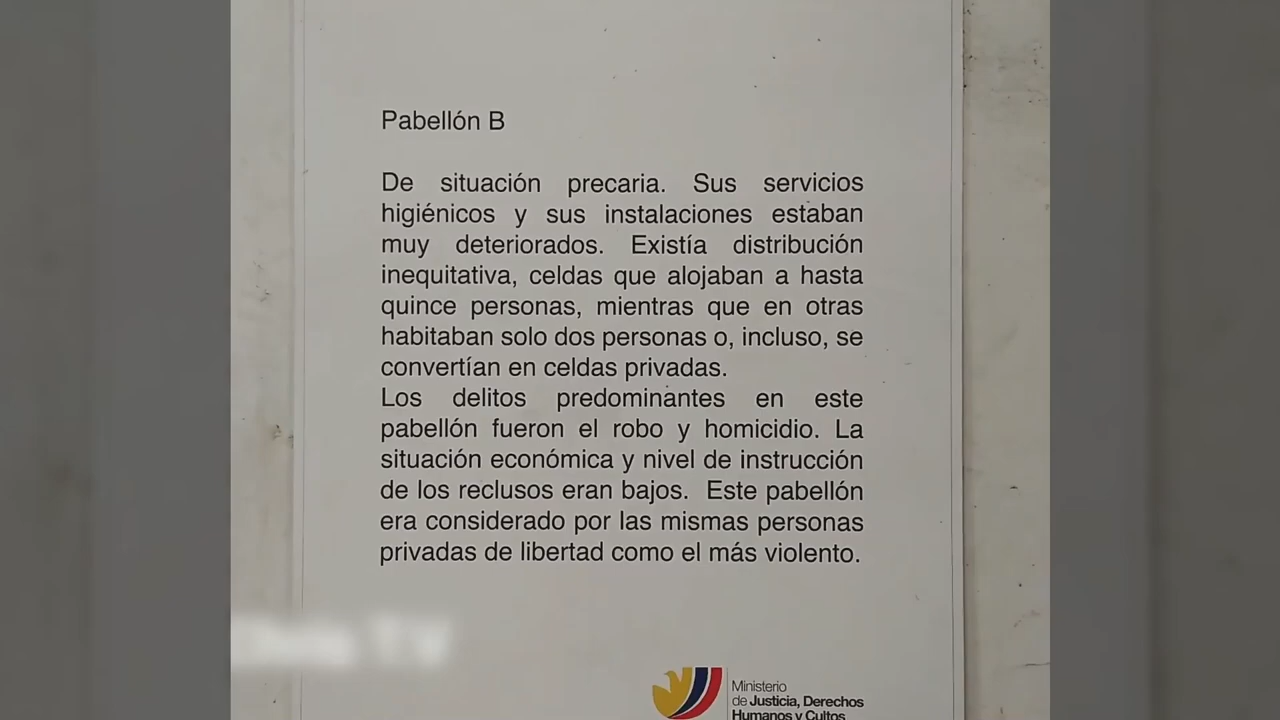 Pabellón B
De situación precaria. Sus servicios
higiénicos y sus instalaciones estaban
muy deteriorados. Existía distribución
inequitativa, celdas que alojaban a hasta
quince personas, mientras que en otras
habitaban solo dos personas o, incluso, se
convertían en celdas privadas.
Los delitos predominantes en este
pabellón fueron el robo y homicidio. La
situación económica y nivel de instrucción
de los reclusos eran bajos. Este pabellón
era considerado por las mismas personas
privadas de libertad como el más violento.
TV
Ministerio
de Justicia, Derechos
Humanos y Cultos